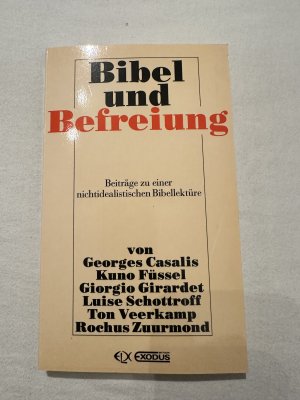 Bibel
und
Befreiung
Beiträge zu einer
nichtidealistischen Bibellektüre
von
Georges Casalis
Kuno Füssel
Giorgio Girardet
Luise Schottroff
Ton Veerkamp
Rochus Zuurmond
EX EXODUS